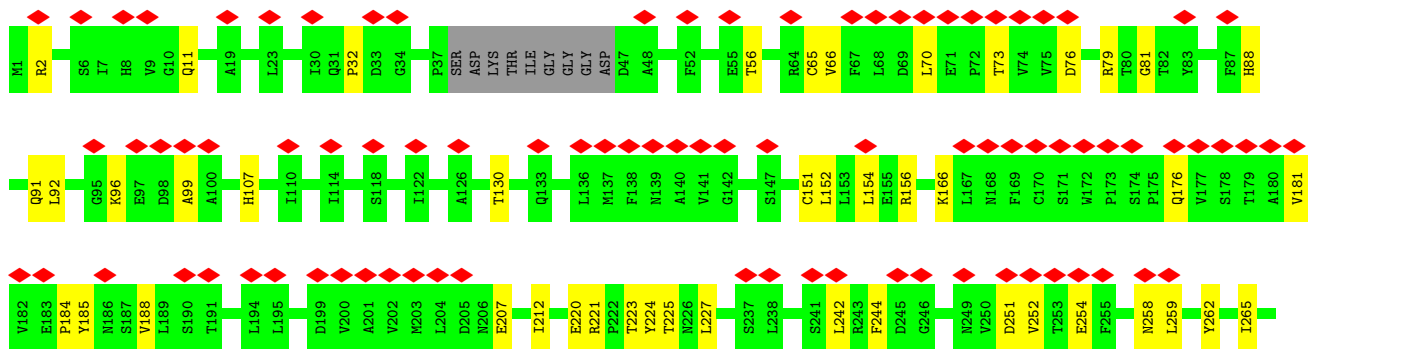 M1 R2 S6 I7 H8 V9 G10 Q11 A19 L23 I30 Q31 P32 D33 G34 P37 SER ASP LYS THR ILE GLY GLY GLY ASP D47 A48 F52 E55 T56 R64 C65 V66 F67 L68 D69 L70 E71 P72 T73 V74 V75 D76 R79 T80 G81 T82 Y83 F87 H88
Q91 L92 G95 K96 E97 D98 A99 A100 H107 I110 I114 S118 I122 A126 T130 Q133 L136 M137 F138 N139 A140 V141 G142 S147 C151 L152 L153 L154 E155 R156 K166 L167 N168 F169 C170 S171 W172 P173 S174 P175 Q176 V177 S178 T179 A180 V181
V182 E183 P184 Y185 N186 S187 V188 L189 S190 T191 L194 L195 D199 V200 A201 V202 M203 L204 D205 N206 E207 I212 E220 R221 P222 T223 Y224 T225 N226 L227 S237 L238 S241 L242 R243 F244 D245 G246 N249 V250 D251 V252 T253 E254 F255 N258 L259 Y262 I265